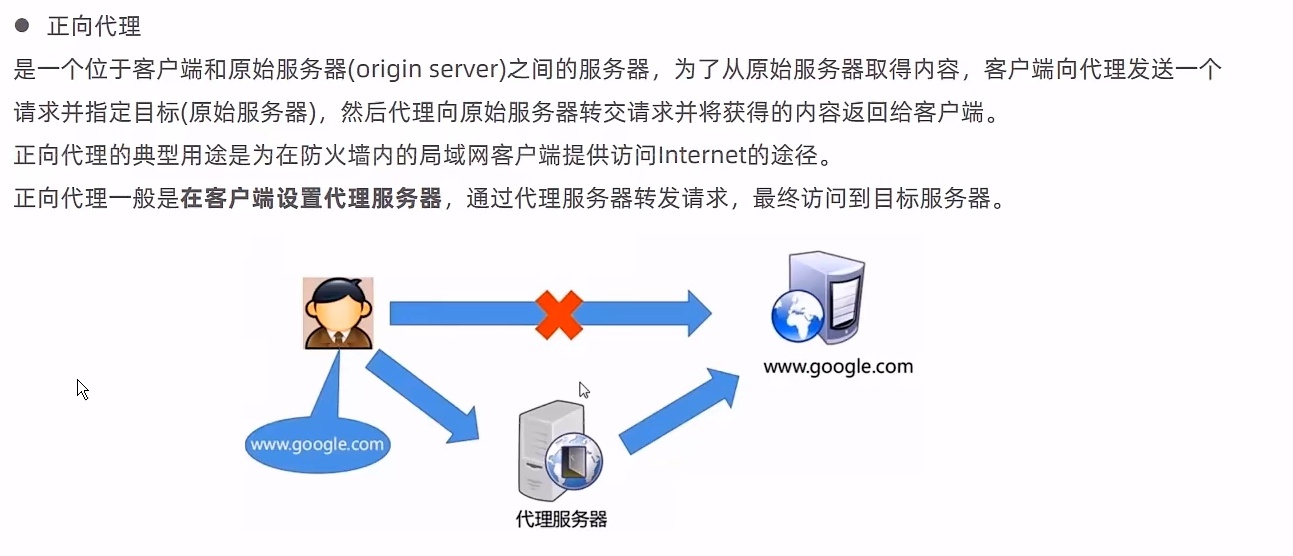 ● 正向代理
是一个位于客户端和原始服务器(origin server)之间的服务器，为了从原始服务器取得内容，客户端向代理发送一个
请求并指定目标(原始服务器)，然后代理向原始服务器转交请求并将获得的内容返回给客户端。
正向代理的典型用途是为在防火墙内的局域网客户端提供访问Internet的途径。
正向代理一般是在客户端设置代理服务器，通过代理服务器转发请求，最终访问到目标服务器。
www.google.com
www.google.com
代理服务器